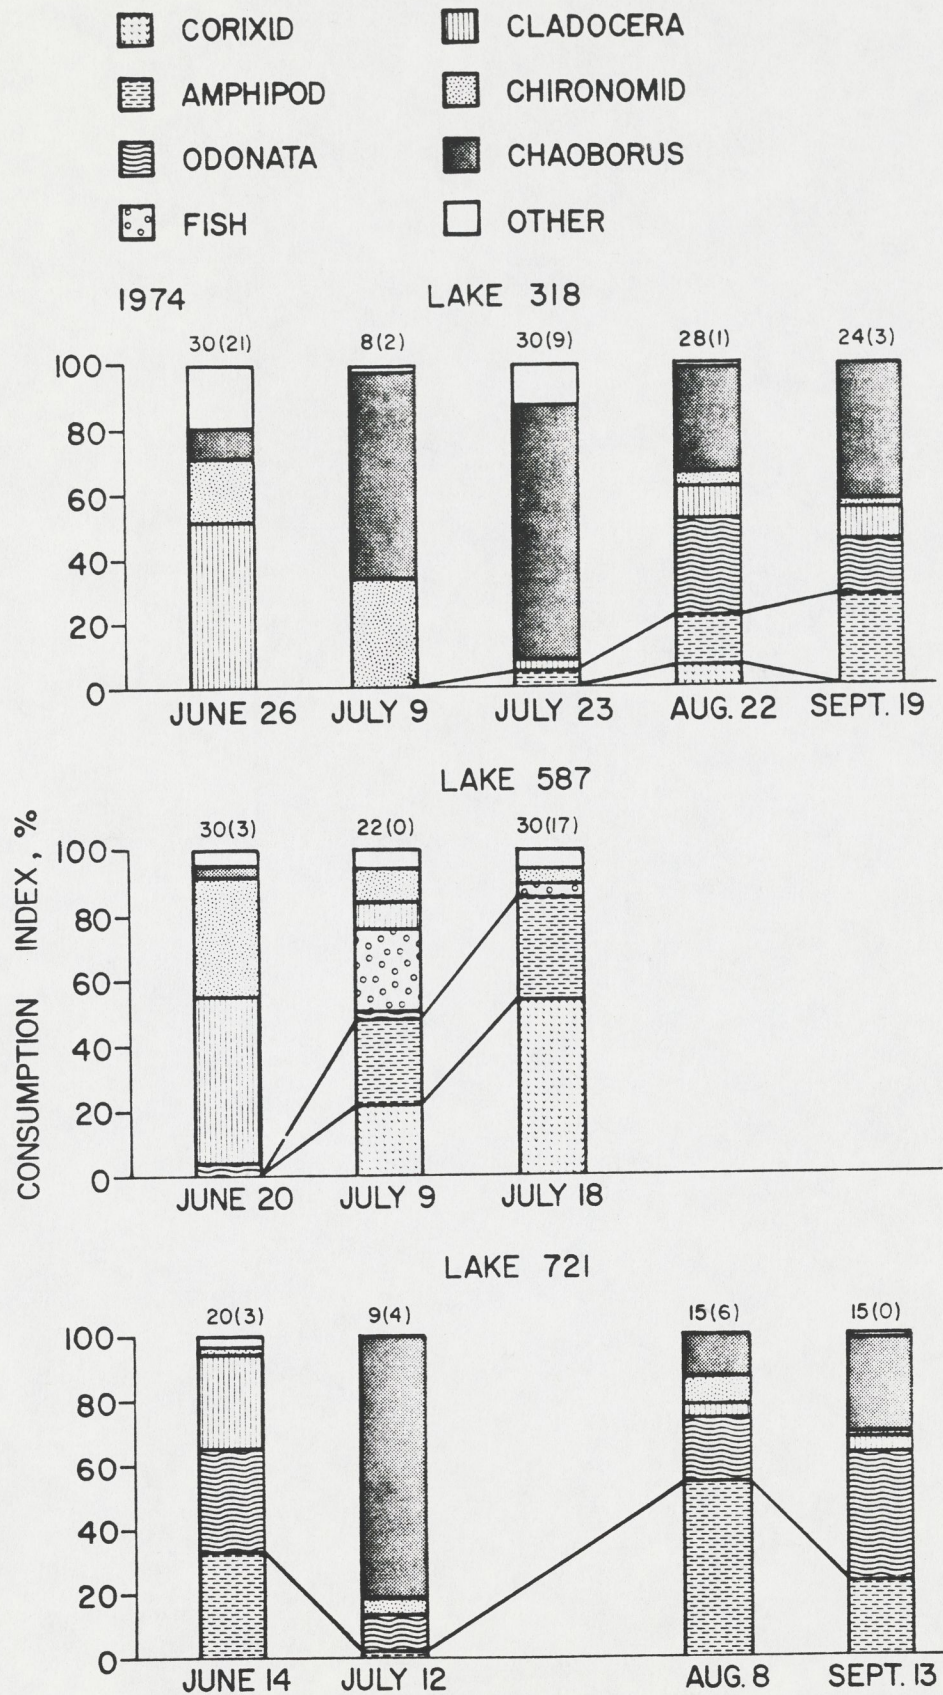 CORIXID CLADOCERA
AMPHIPOD CHIRONOMID
ODONATA CHAOBORUS
FISH OTHER
1974 LAKE 318
30(21) 8(2) 30(9) 28(1) 24(3)
100
80
60
40
20
0
JUNE 26 JULY 9 JULY 23 AUG. 22 SEPT. 19
CONSUMPTION INDEX, %
LAKE 587
30(3) 22(0) 30(17)
100
80
60
40
20
0
JUNE 20 JULY 9 JULY 18
LAKE 721
20(3) 9(4) 15(6) 15(0)
100
80
60
40
20
0
JUNE 14 JULY 12 AUG. 8 SEPT. 13